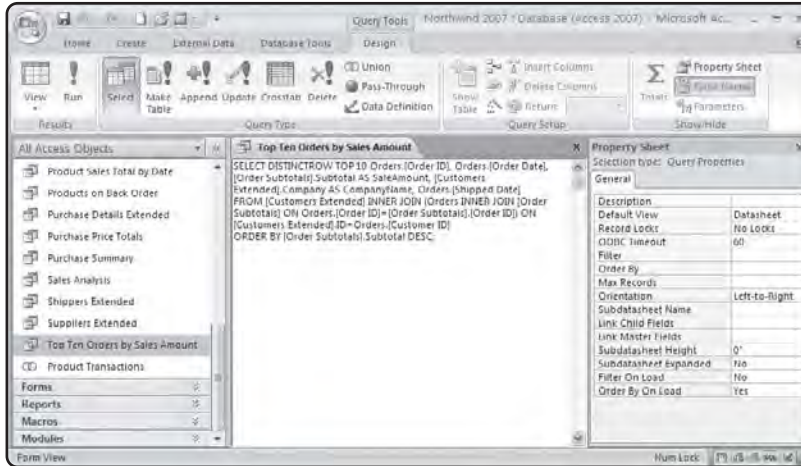 Query Tools
Northwind 2007 : Database (Access 2007) - Microsoft Ac...
Home
Create
External Data
Database Tools
Design
View
Run
Results
Select
Make Table
Append
Update
Crosstab
Delete
Union
Pass-Through
Data Definition
Query Type
Show Table
Insert Columns
Delete Columns
Return:
Query Setup
Totals
Property Sheet
Table Names
Parameters
Show/Hide
All Access Objects
Product Sales Total by Date
Products on Back Order
Purchase Details Extended
Purchase Price Totals
Purchase Summary
Sales Analysis
Shippers Extended
Suppliers Extended
Top Ten Orders by Sales Amount
Product Transactions
Forms
Reports
Macros
Modules
Top Ten Orders by Sales Amount
SELECT DISTINCTROW TOP 10 Orders.[Order ID], Orders.[Order Date],
[Order Subtotals].Subtotal AS SaleAmount, [Customers
Extended].Company AS CompanyName, Orders.[Shipped Date]
FROM [Customers Extended] INNER JOIN (Orders INNER JOIN [Order
Subtotals] ON Orders.[Order ID]=[Order Subtotals].[Order ID]) ON
[Customers Extended].ID=Orders.[Customer ID]
ORDER BY [Order Subtotals].Subtotal DESC;
Property Sheet
Selection type: Query Properties
General
Description
Default View Datasheet
Record Locks No Locks
ODBC Timeout 60
Filter
Order By
Max Records
Orientation Left-to-Right
Subdatasheet Name
Link Child Fields
Link Master Fields
Subdatasheet Height 0"
Subdatasheet Expanded No
Filter On Load No
Order By On Load Yes
Form View
Num Lock